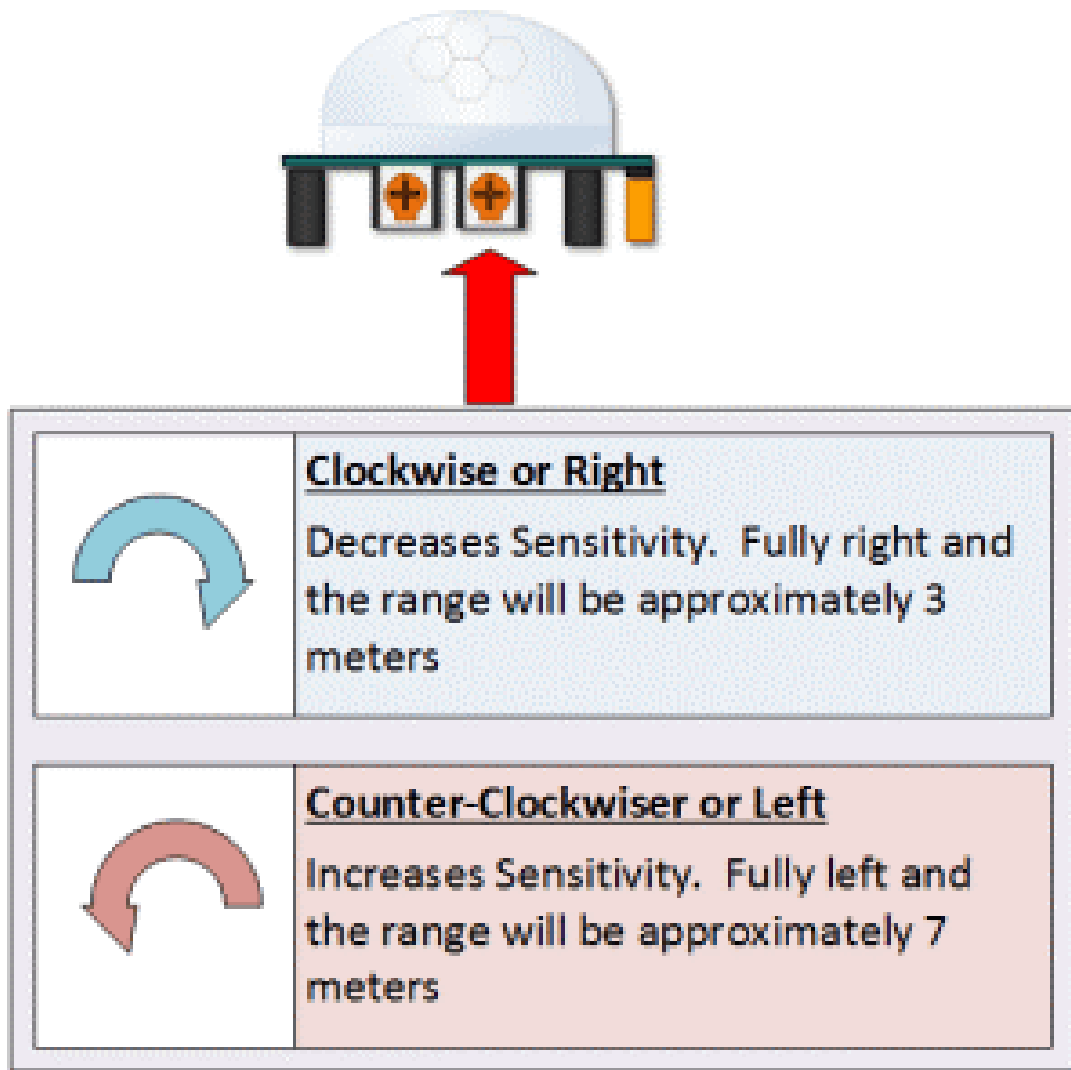 Clockwise or Right
Decreases Sensitivity.  Fully right and
the range will be approximately 3
meters
Counter-Clockwiser or Left
Increases Sensitivity.  Fully left and
the range will be approximately 7
meters